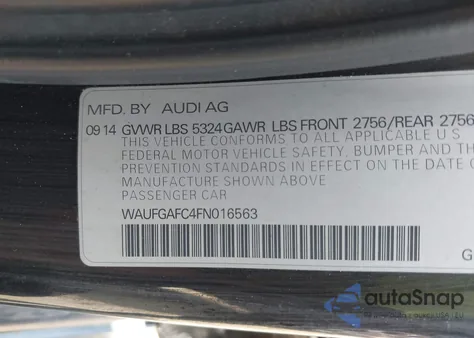 MFD. BY AUDI AG
09 14 GVWR LBS 5324 GAWR LBS FRONT 2756/REAR 2756
THIS VEHICLE CONFORMS TO ALL APPLICABLE U S
FEDERAL MOTOR VEHICLE SAFETY, BUMPER AND TH
PREVENTION STANDARDS IN EFFECT ON THE DATE
MANUFACTURE SHOWN ABOVE.
PASSENGER CAR
WAUFGAFC4FN016563
G
autoSnap